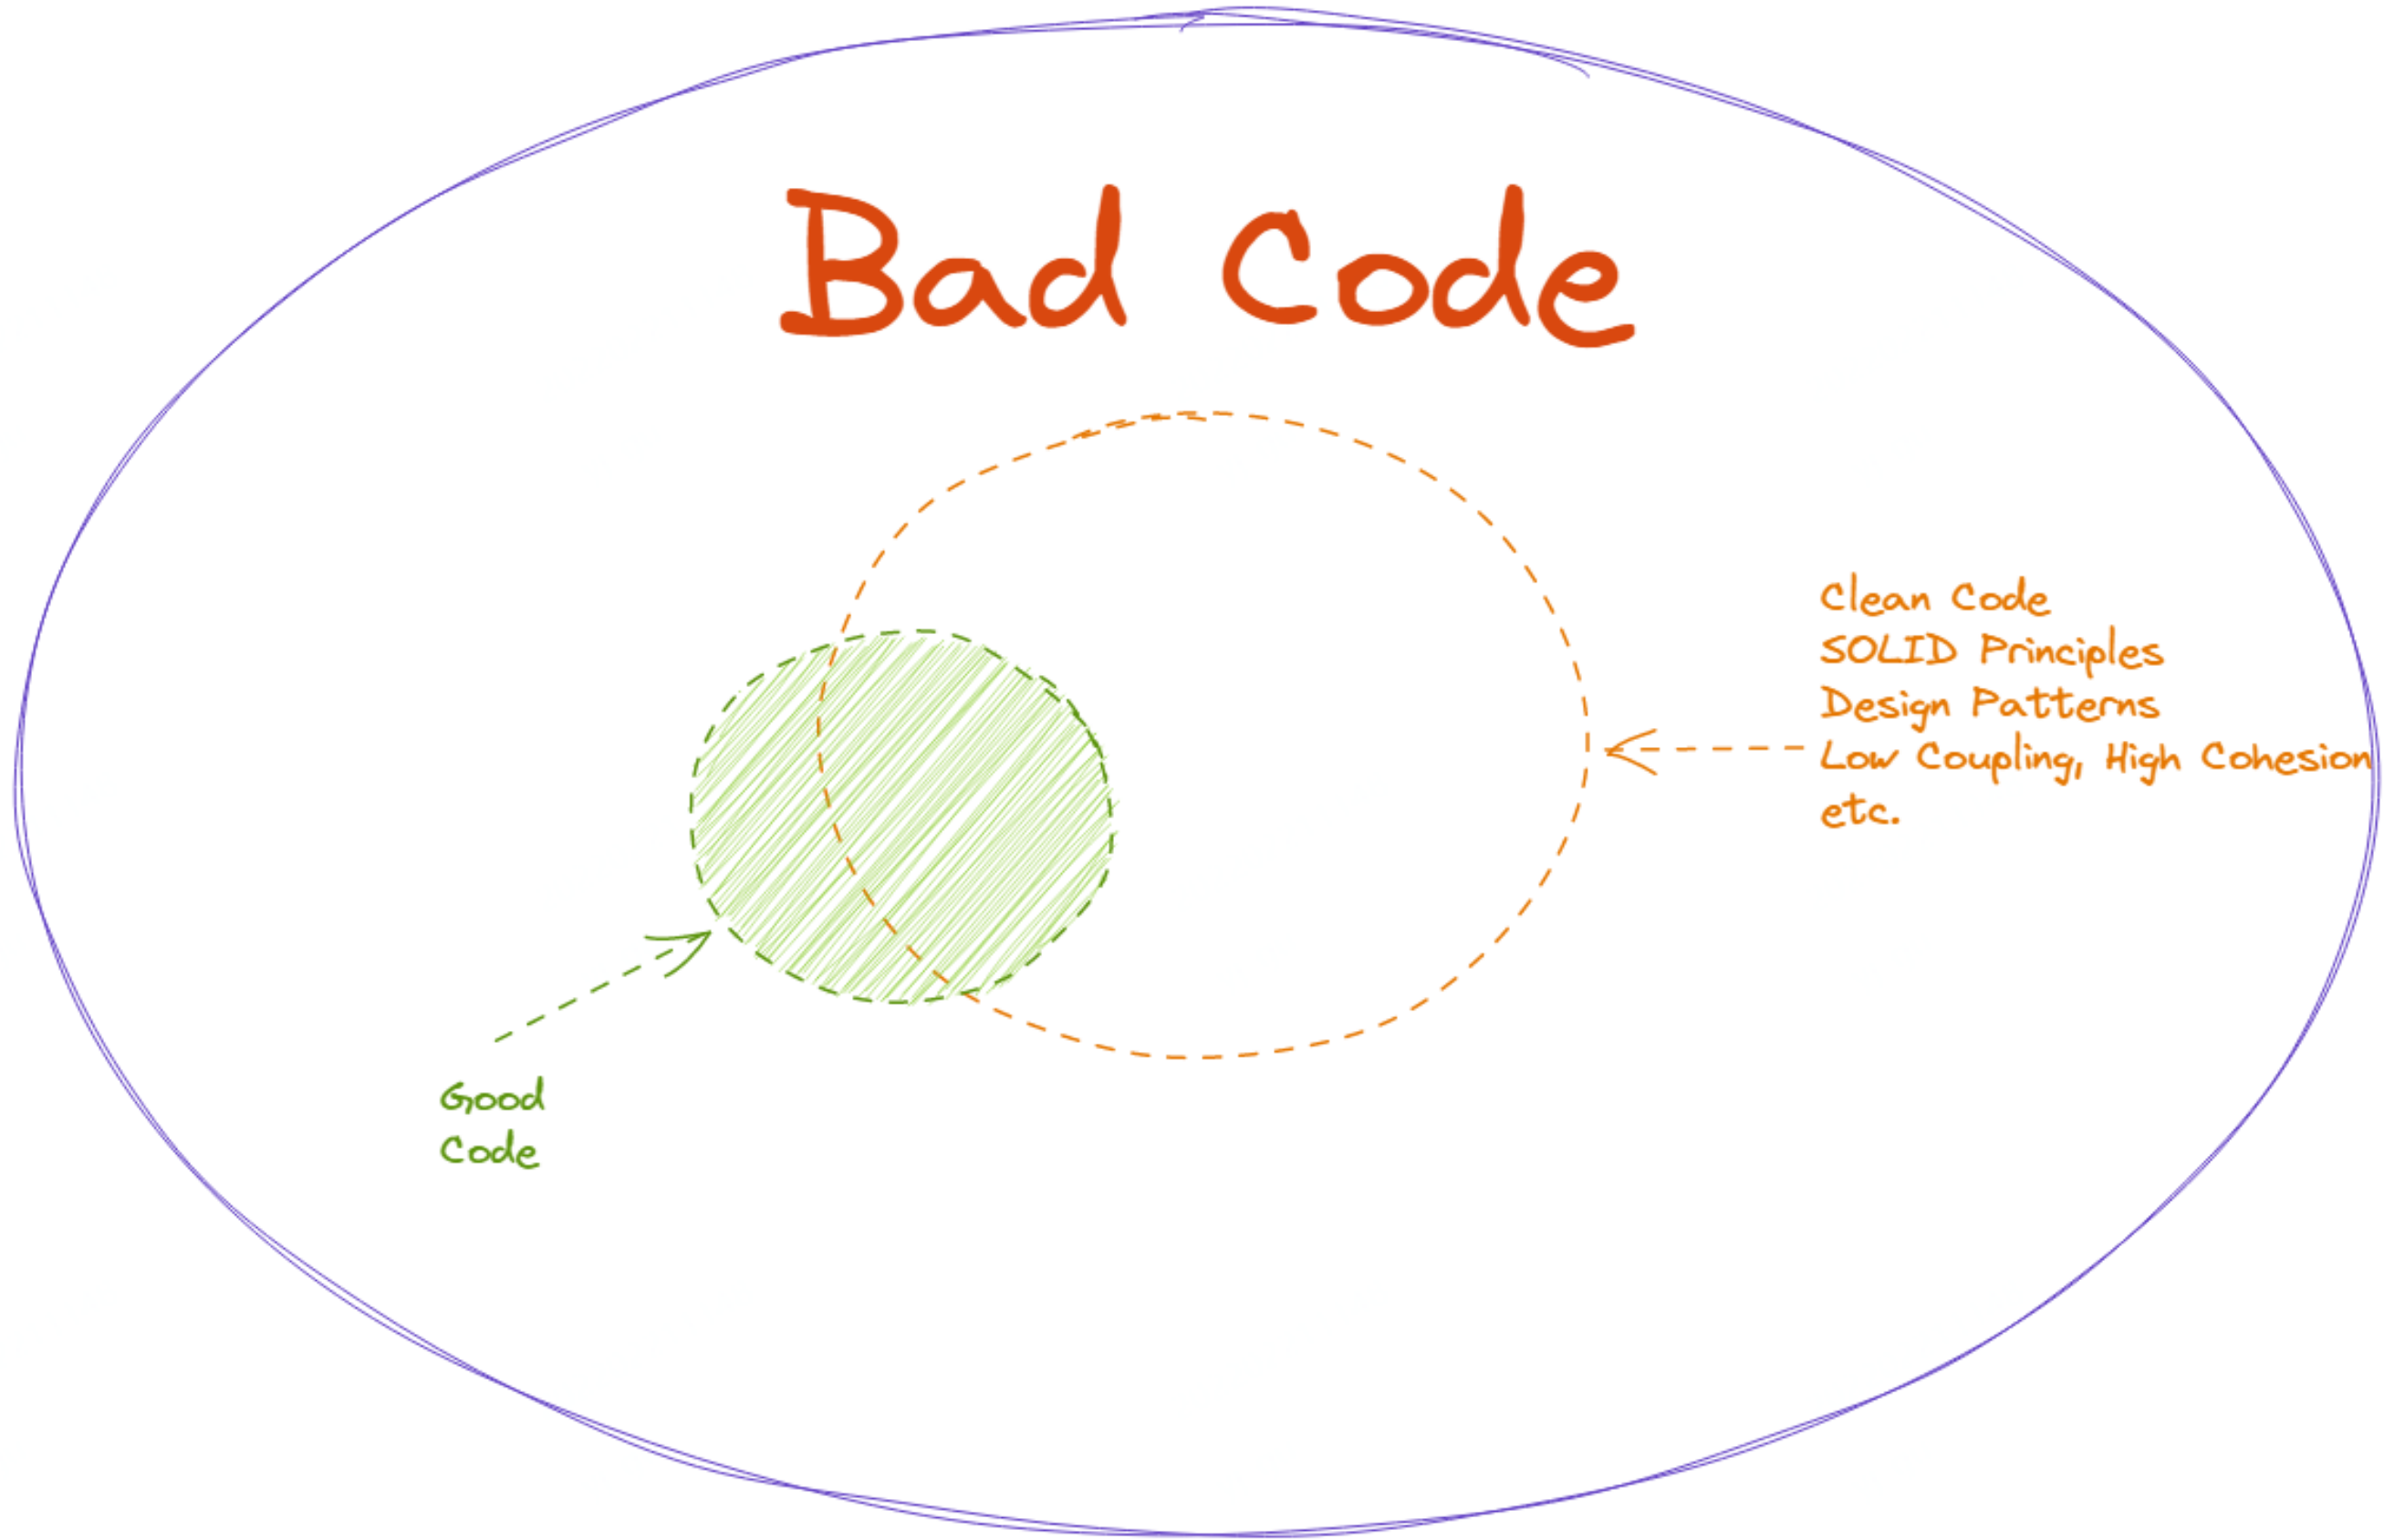 Bad Code
Clean Code
SOLID Principles
Design Patterns
Low Coupling, High Cohesion
etc.
Good
Code